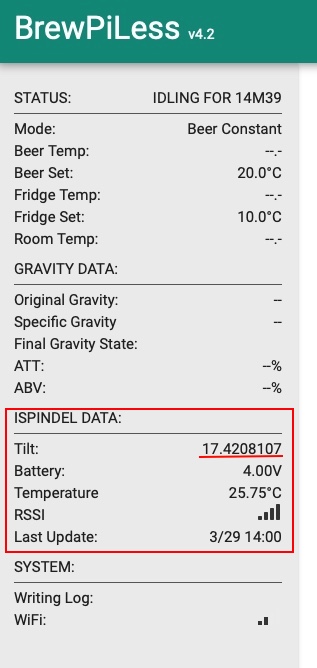 BrewPiLess v4.2
STATUS: IDLING FOR 14M39
Mode: Beer Constant
Beer Temp: --.-
Beer Set: 20.0°C
Fridge Temp: --.-
Fridge Set: 10.0°C
Room Temp: --.-
GRAVITY DATA:
Original Gravity: --
Specific Gravity --
Final Gravity State:
ATT: --%
ABV: --%
ISPINDEL DATA:
Tilt: 17.4208107
Battery: 4.00V
Temperature 25.75°C
RSSI
Last Update: 3/29 14:00
SYSTEM:
Writing Log:
WiFi: